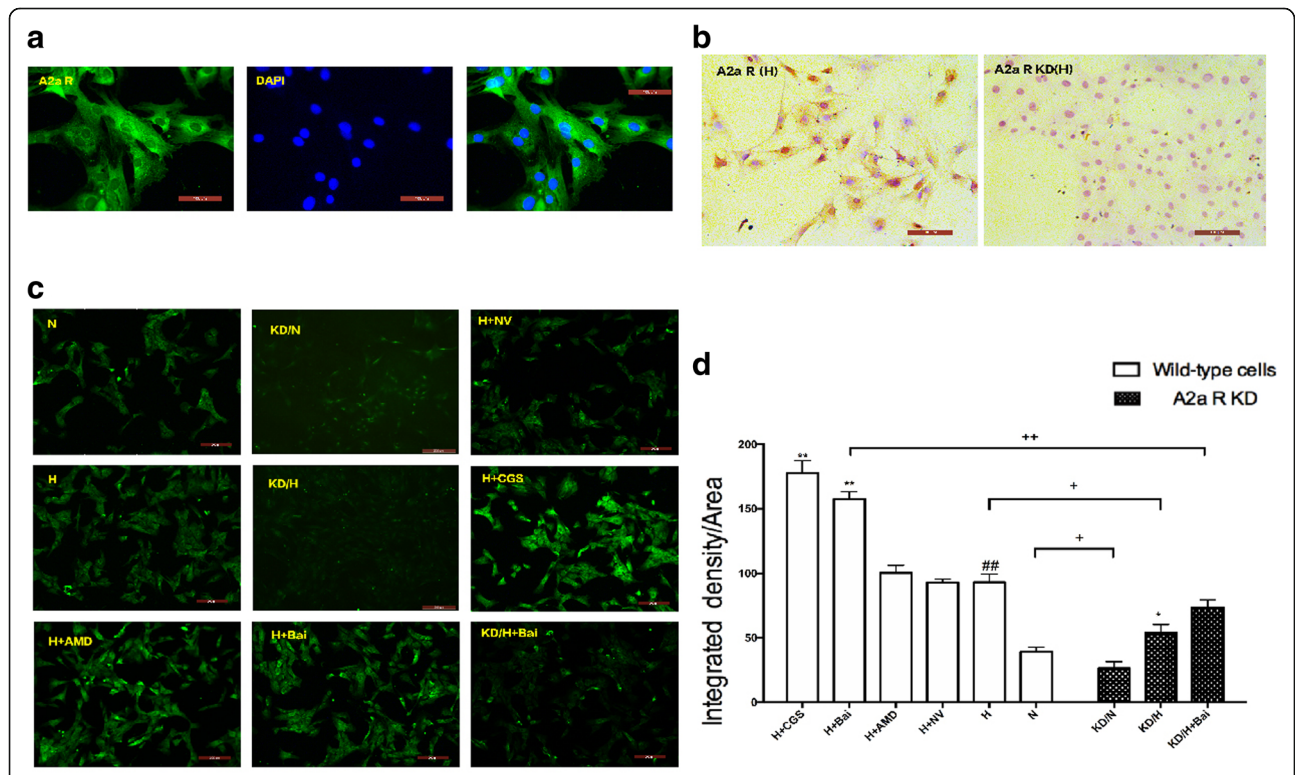 a
A2a R
DAPI
b
A2a R (H)
A2a R KD(H)
c
N
KD/N
H+NV
H
KD/H
H+CGS
H+AMD
H+Bai
KD/H+Bai
d
Wild-type cells
A2a R KD
Integrated density/Area
200
150
100
50
0
**
**
##
*
++
+
+
H+CGS
H+Bai
H+AMD
H+NV
H
N
KD/N
KD/H
KD/H+Bai